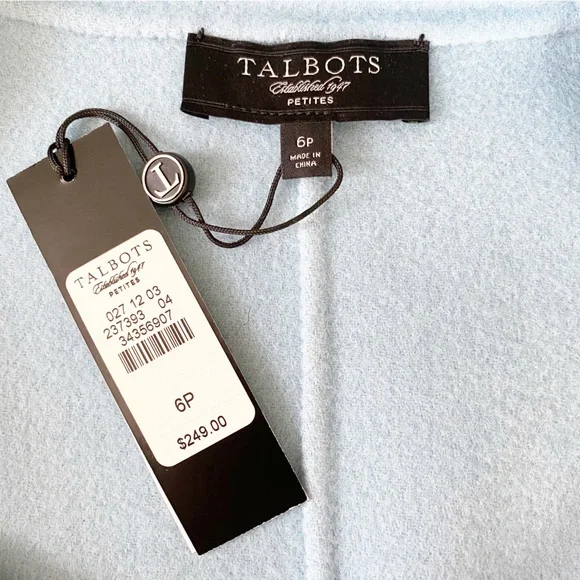 TALBOTS
Established 1947
PETITES
6P
MADE IN
CHINA
T
TALBOTS
Established 1947
PETITES
027 12 03
237393 04
34356907
6P
$249.00